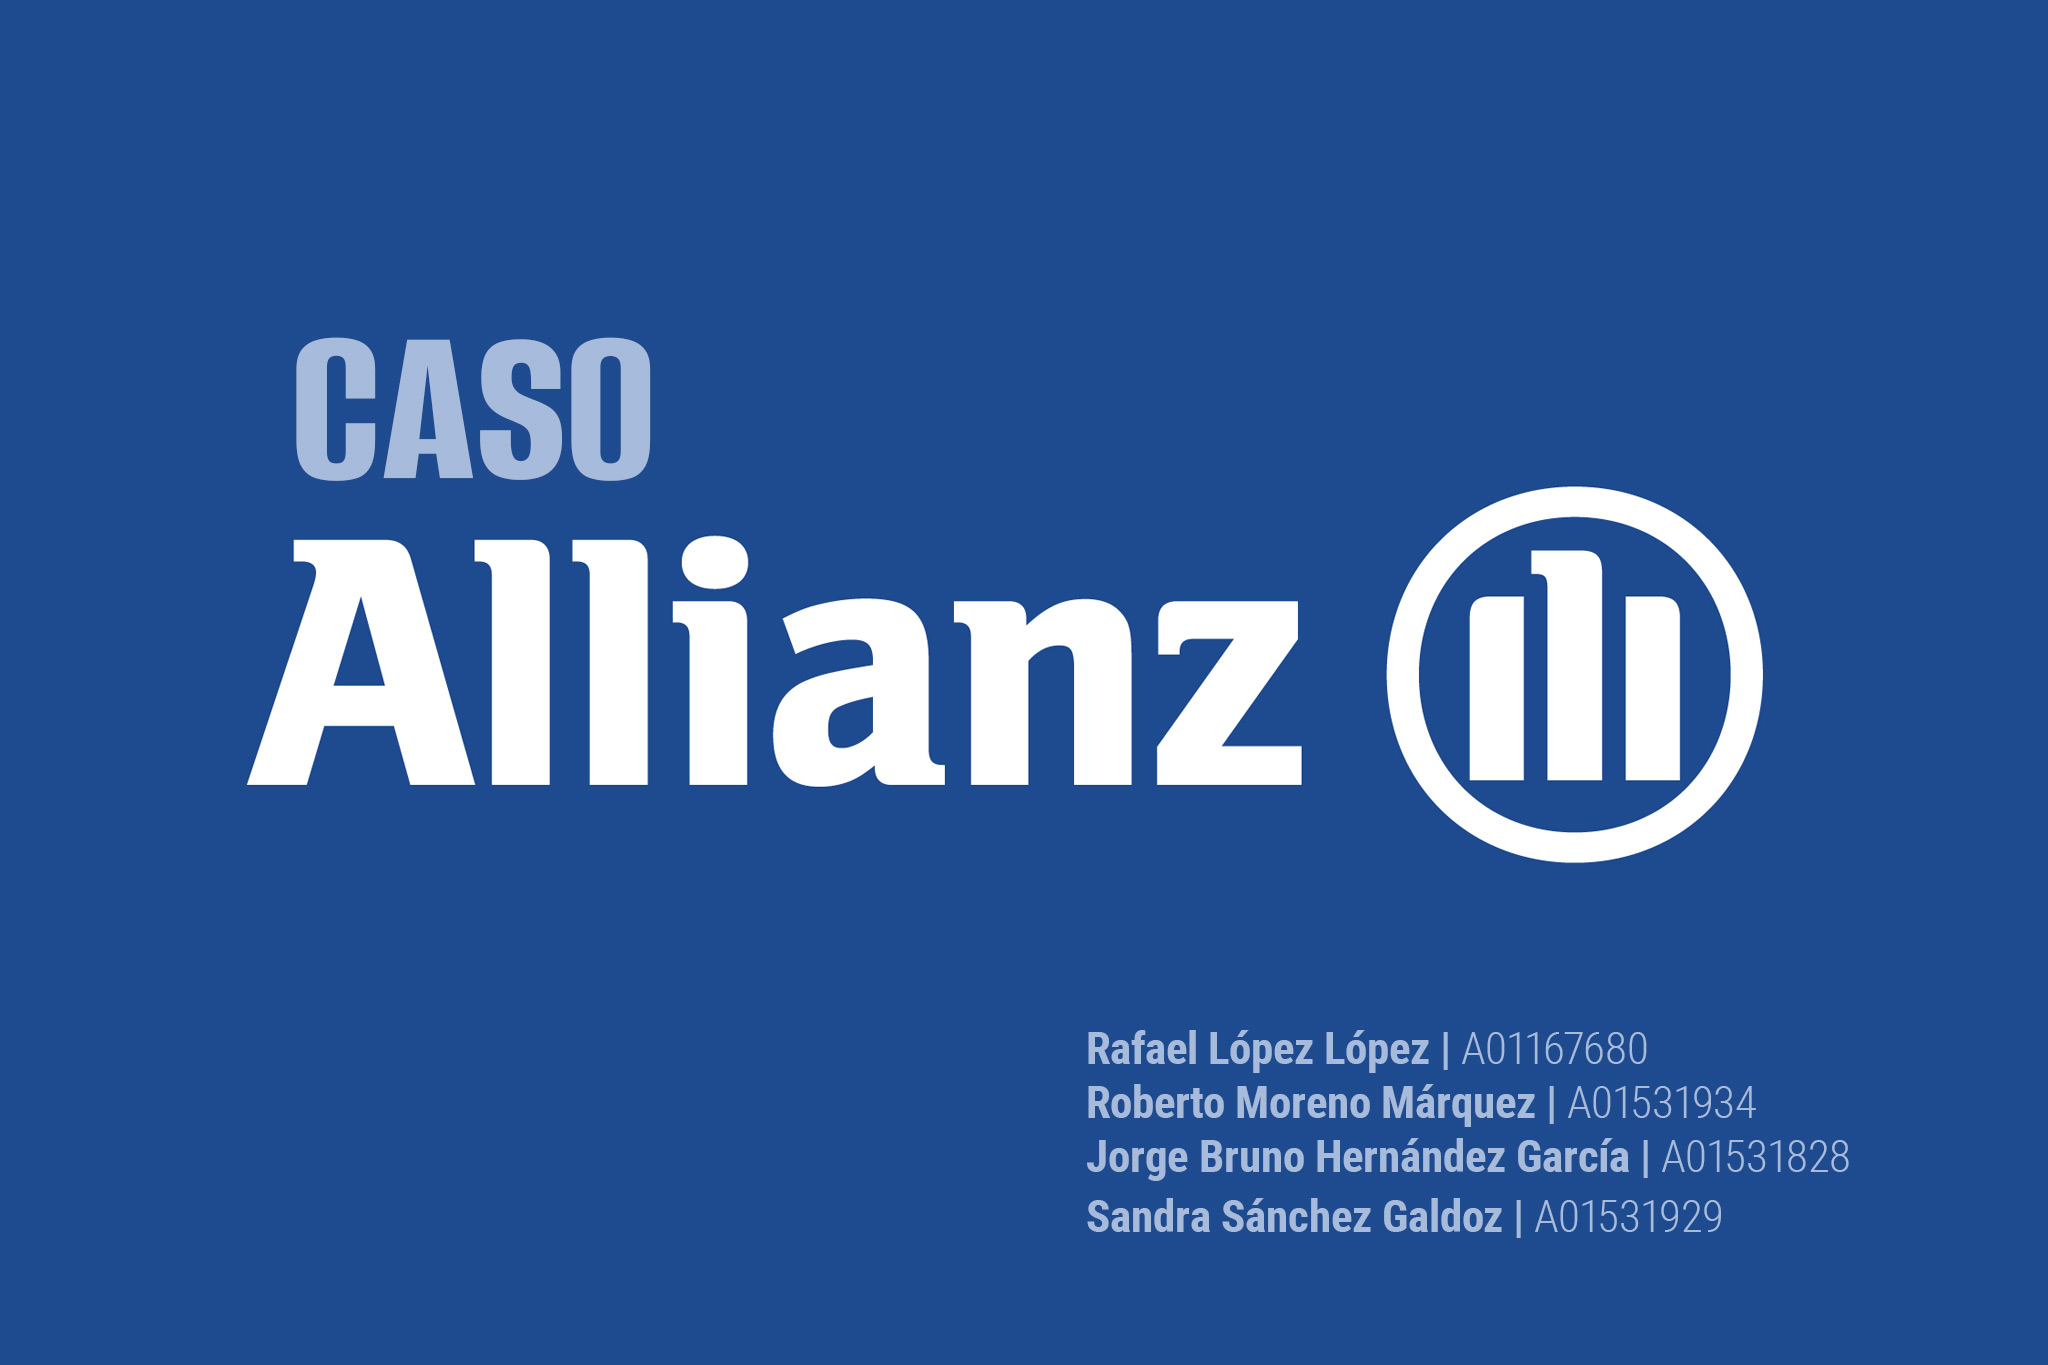 CASO
Allianz
Rafael López López | A01167680
Roberto Moreno Márquez | A01531934
Jorge Bruno Hernández García | A01531828
Sandra Sánchez Galdoz | A01531929